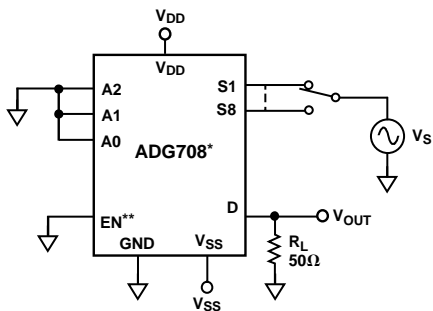 VDD
VDD
A2
A1
A0
S1
S8
ADG708*
VS
EN**
D
VOUT
GND
VSS
VSS
RL
50Ω